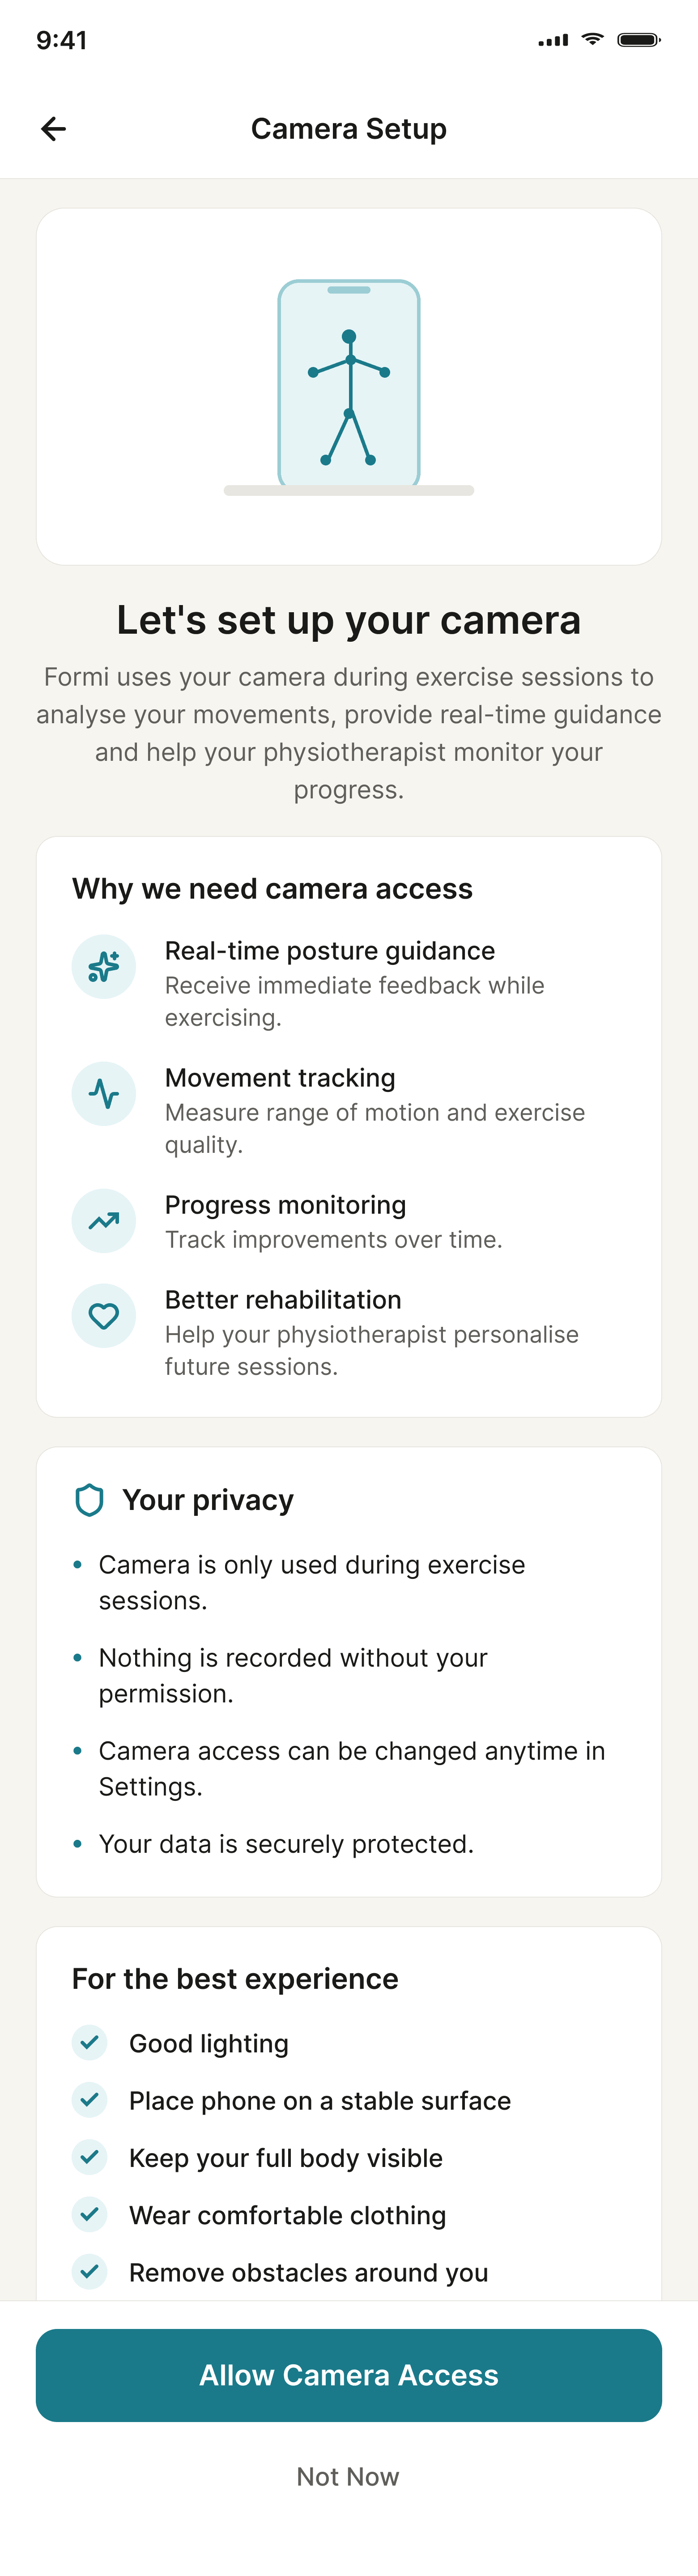 9:41
Camera Setup
Let's set up your camera
Formi uses your camera during exercise sessions to
analyse your movements, provide real-time guidance
and help your physiotherapist monitor your
progress.
Why we need camera access
Real-time posture guidance
Receive immediate feedback while
exercising.
Movement tracking
Measure range of motion and exercise
quality.
Progress monitoring
Track improvements over time.
Better rehabilitation
Help your physiotherapist personalise
future sessions.
Your privacy
• Camera is only used during exercise
sessions.
• Nothing is recorded without your
permission.
• Camera access can be changed anytime in
Settings.
• Your data is securely protected.
For the best experience
Good lighting
Place phone on a stable surface
Keep your full body visible
Wear comfortable clothing
Remove obstacles around you
Allow Camera Access
Not Now